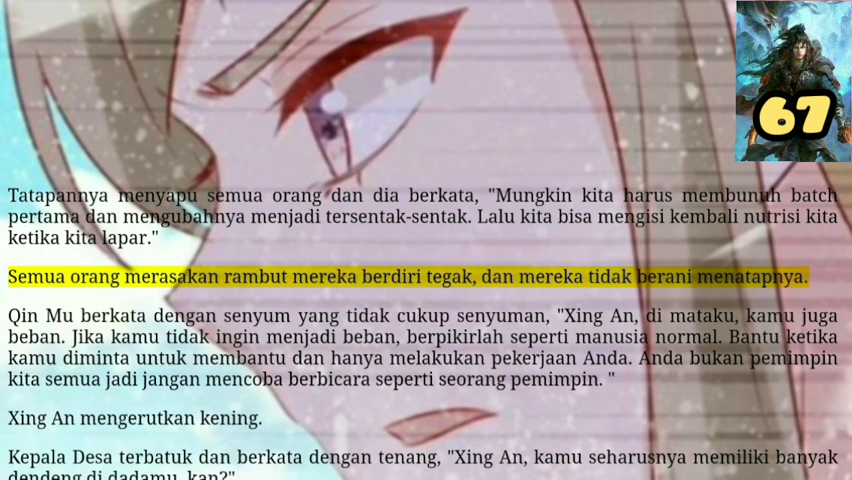 67
Tatapannya menyapu semua orang dan dia berkata, "Mungkin kita harus membunuh batch
pertama dan mengubahnya menjadi tersentak-sentak. Lalu kita bisa mengisi kembali nutrisi kita
ketika kita lapar."
Semua orang merasakan rambut mereka berdiri tegak, dan mereka tidak berani menatapnya.
Qin Mu berkata dengan senyum yang tidak cukup senyuman, "Xing An, di mataku, kamu juga
beban. Jika kamu tidak ingin menjadi beban, berpikirlah seperti manusia normal. Bantu ketika
kamu diminta untuk membantu dan hanya melakukan pekerjaan Anda. Anda bukan pemimpin
kita semua jadi jangan mencoba berbicara seperti seorang pemimpin. "
Xing An mengerutkan kening.
Kepala Desa terbatuk dan berkata dengan tenang, "Xing An, kamu seharusnya memiliki banyak
dendeng di dadamu, kan?"